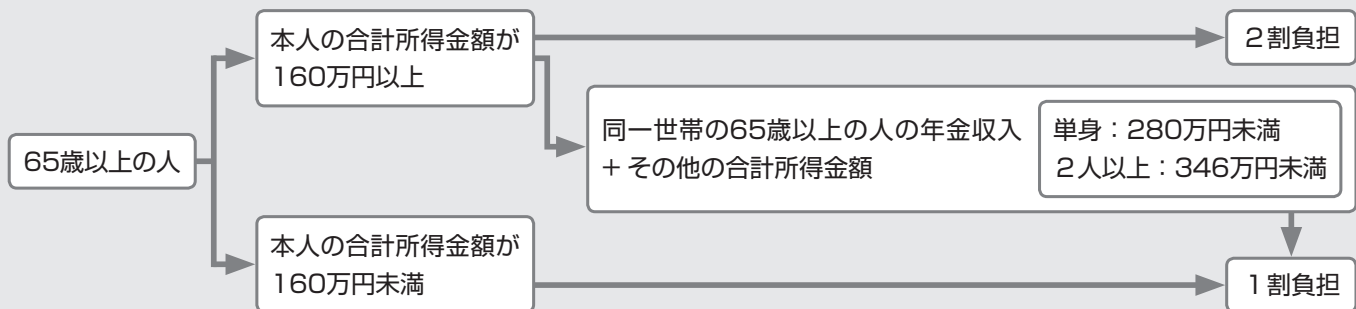 65歳以上の人
本人の合計所得金額が
160万円以上
2割負担
同一世帯の65歳以上の人の年金収入
+その他の合計所得金額
単身：280万円未満
2人以上：346万円未満
本人の合計所得金額が
160万円未満
1割負担